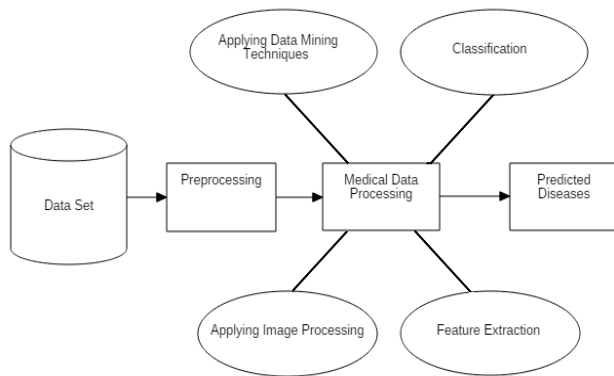 Applying Data Mining
Techniques
Classification
Data Set
Preprocessing
Medical Data
Processing
Predicted
Diseases
Applying Image Processing
Feature Extraction